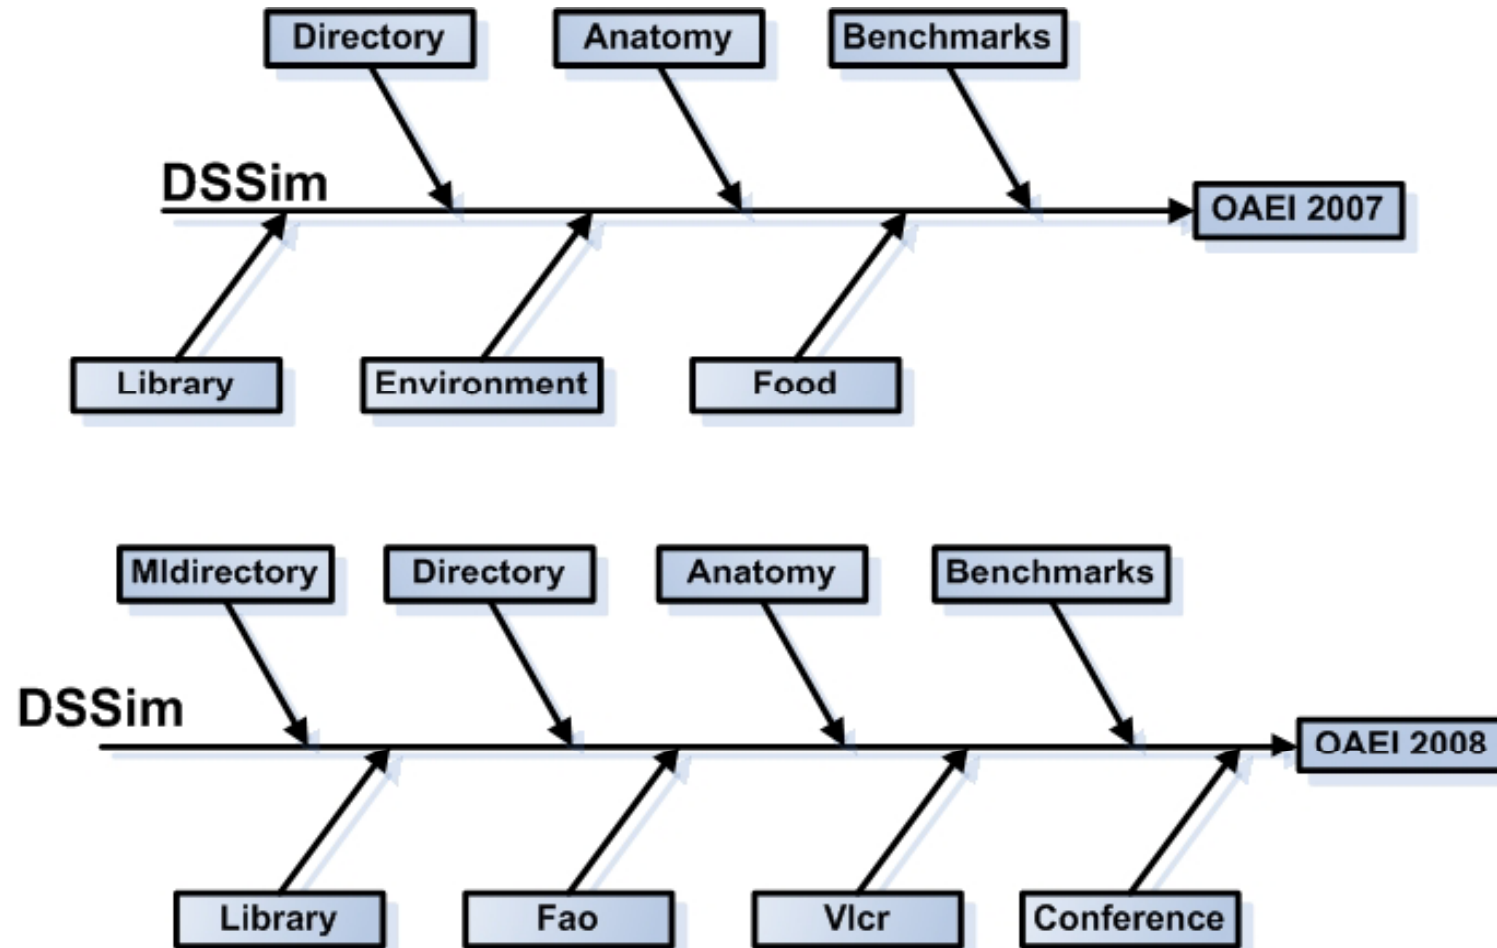 Directory
Anatomy
Benchmarks
DSSim
OAEI 2007
Library
Environment
Food
Mldirectory
Directory
Anatomy
Benchmarks
DSSim
OAEI 2008
Library
Fao
Vlcr
Conference